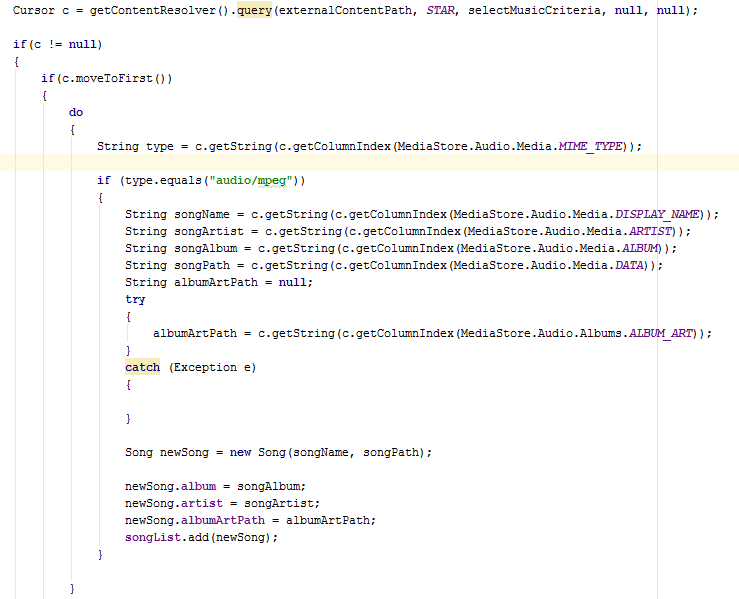 Cursor c = getContentResolver().query(externalContentPath, STAR, selectMusicCriteria, null, null);
if(c != null)
{
if(c.moveToFirst())
{
do
{
String type = c.getString(c.getColumnIndex(MediaStore.Audio.Media.MIME_TYPE));
if (type.equals("audio/mpeg"))
{
String songName = c.getString(c.getColumnIndex(MediaStore.Audio.Media.DISPLAY_NAME));
String songArtist = c.getString(c.getColumnIndex(MediaStore.Audio.Media.ARTIST));
String songAlbum = c.getString(c.getColumnIndex(MediaStore.Audio.Media.ALBUM));
String songPath = c.getString(c.getColumnIndex(MediaStore.Audio.Media.DATA));
String albumArtPath = null;
try
{
albumArtPath = c.getString(c.getColumnIndex(MediaStore.Audio.Albums.ALBUM_ART));
}
catch (Exception e)
{
}
Song newSong = new Song(songName, songPath);
newSong.album = songAlbum;
newSong.artist = songArtist;
newSong.albumArtPath = albumArtPath;
songList.add(newSong);
}
}